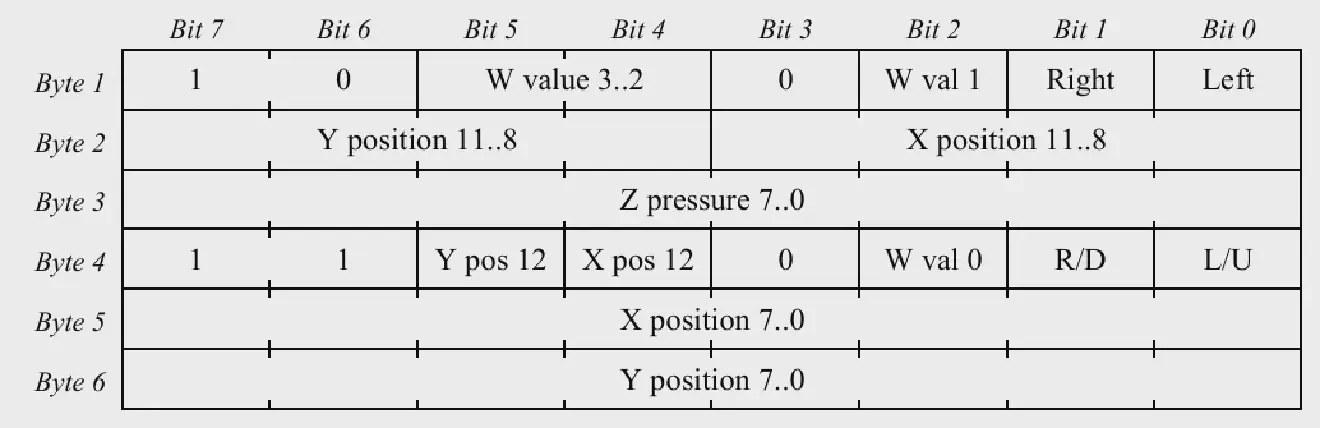 Bit 7 Bit 6 Bit 5 Bit 4 Bit 3 Bit 2 Bit 1 Bit 0
Byte 1 1 0 W value 3..2 0 W val 1 Right Left
Byte 2 Y position 11..8 X position 11..8
Byte 3 Z pressure 7..0
Byte 4 1 1 Y pos 12 X pos 12 0 W val 0 R/D L/U
Byte 5 X position 7..0
Byte 6 Y position 7..0